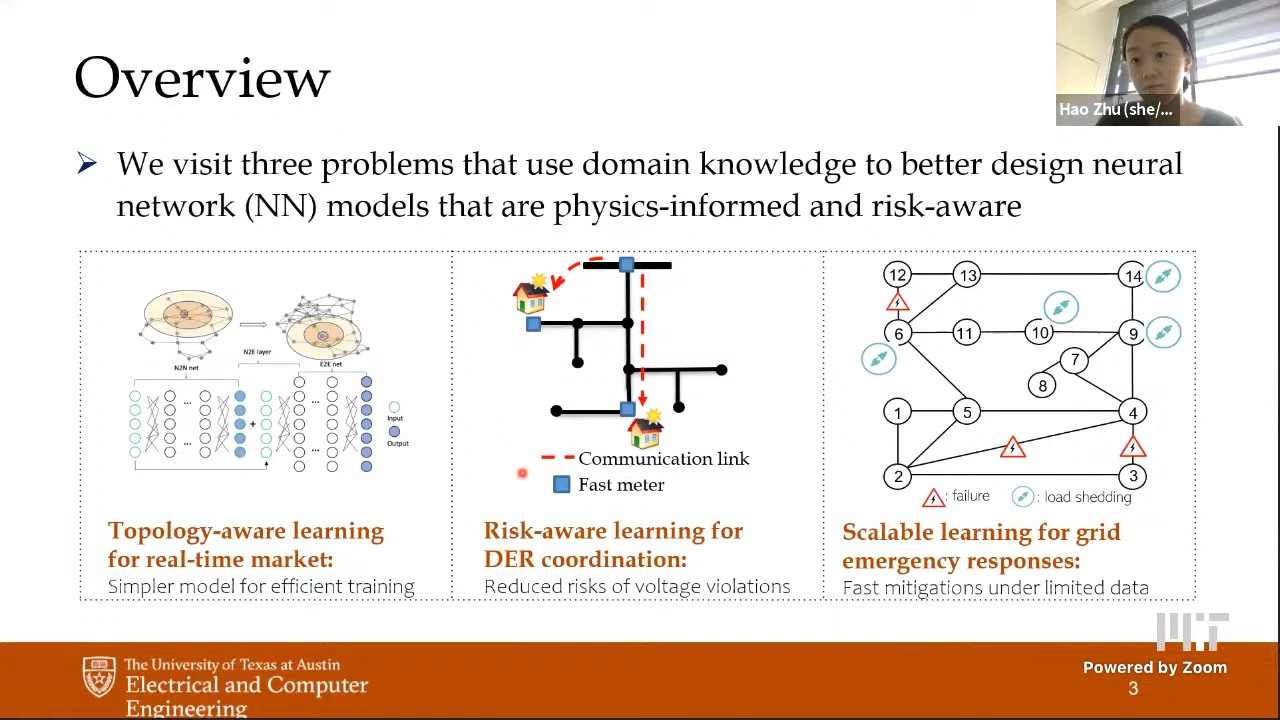 Overview
Hao Zhu (she/...
➢ We visit three problems that use domain knowledge to better design neural
network (NN) models that are physics-informed and risk-aware
N2E layer
N2N net
E2E net
...
...
...
...
+
Input
Output
Communication link
Fast meter
12
13
14
6
11
10
9
7
8
1
5
4
2
3
: failure
: load shedding
Topology-aware learning
for real-time market:
Simpler model for efficient training
Risk-aware learning for
DER coordination:
Reduced risks of voltage violations
Scalable learning for grid
emergency responses:
Fast mitigations under limited data
The University of Texas at Austin
Electrical and Computer
Engineering
MIT
Powered by Zoom
3